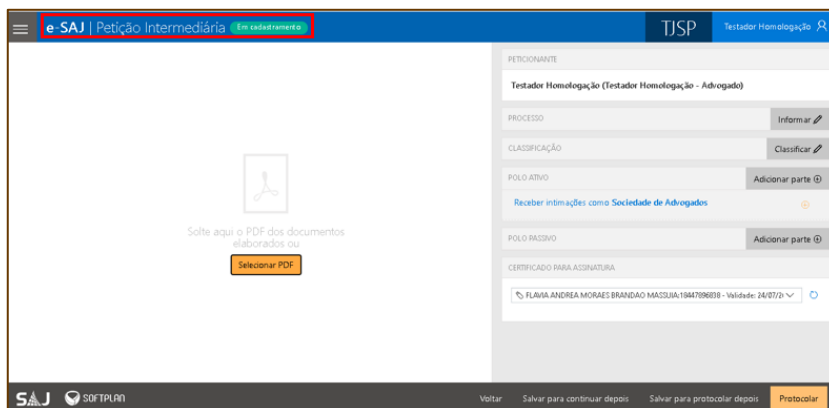 e-SAJ | Petição Intermediária Em cadastramento
TJSP
Testador Homologação
PETICIONANTE
Testador Homologação (Testador Homologação - Advogado)
PROCESSO
Informar
CLASSIFICAÇÃO
Classificar
POLO ATIVO
Adicionar parte
Receber intimações como Sociedade de Advogados
POLO PASSIVO
Adicionar parte
CERTIFICADO PARA ASSINATURA
FLAVIA ANDREA MORAES BRANDAO MASSUIA:18447896838 - Validade: 24/07/2
Solte aqui o PDF dos documentos
elaborados ou
Selecionar PDF
SAJ SOFTPLAN
Voltar Salvar para continuar depois Salvar para protocolar depois Protocolar